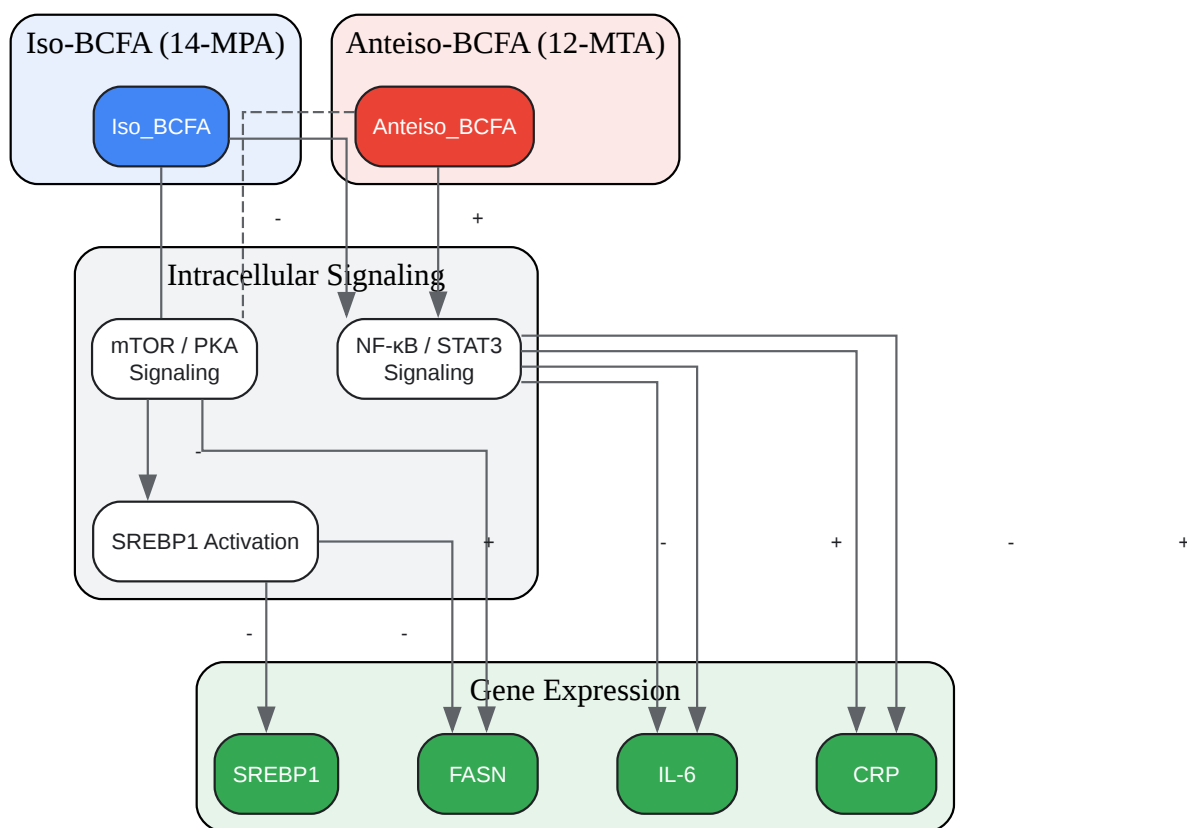 Iso-BCFA (14-MPA)
Anteiso-BCFA (12-MTA)
Iso_BCFA
Anteiso_BCFA
-
+
Intracellular Signaling
mTOR / PKA
Signaling
NF-κB / STAT3
Signaling
-
SREBP1 Activation
+
-
+
-
+
-
-
Gene Expression
SREBP1
FASN
IL-6
CRP